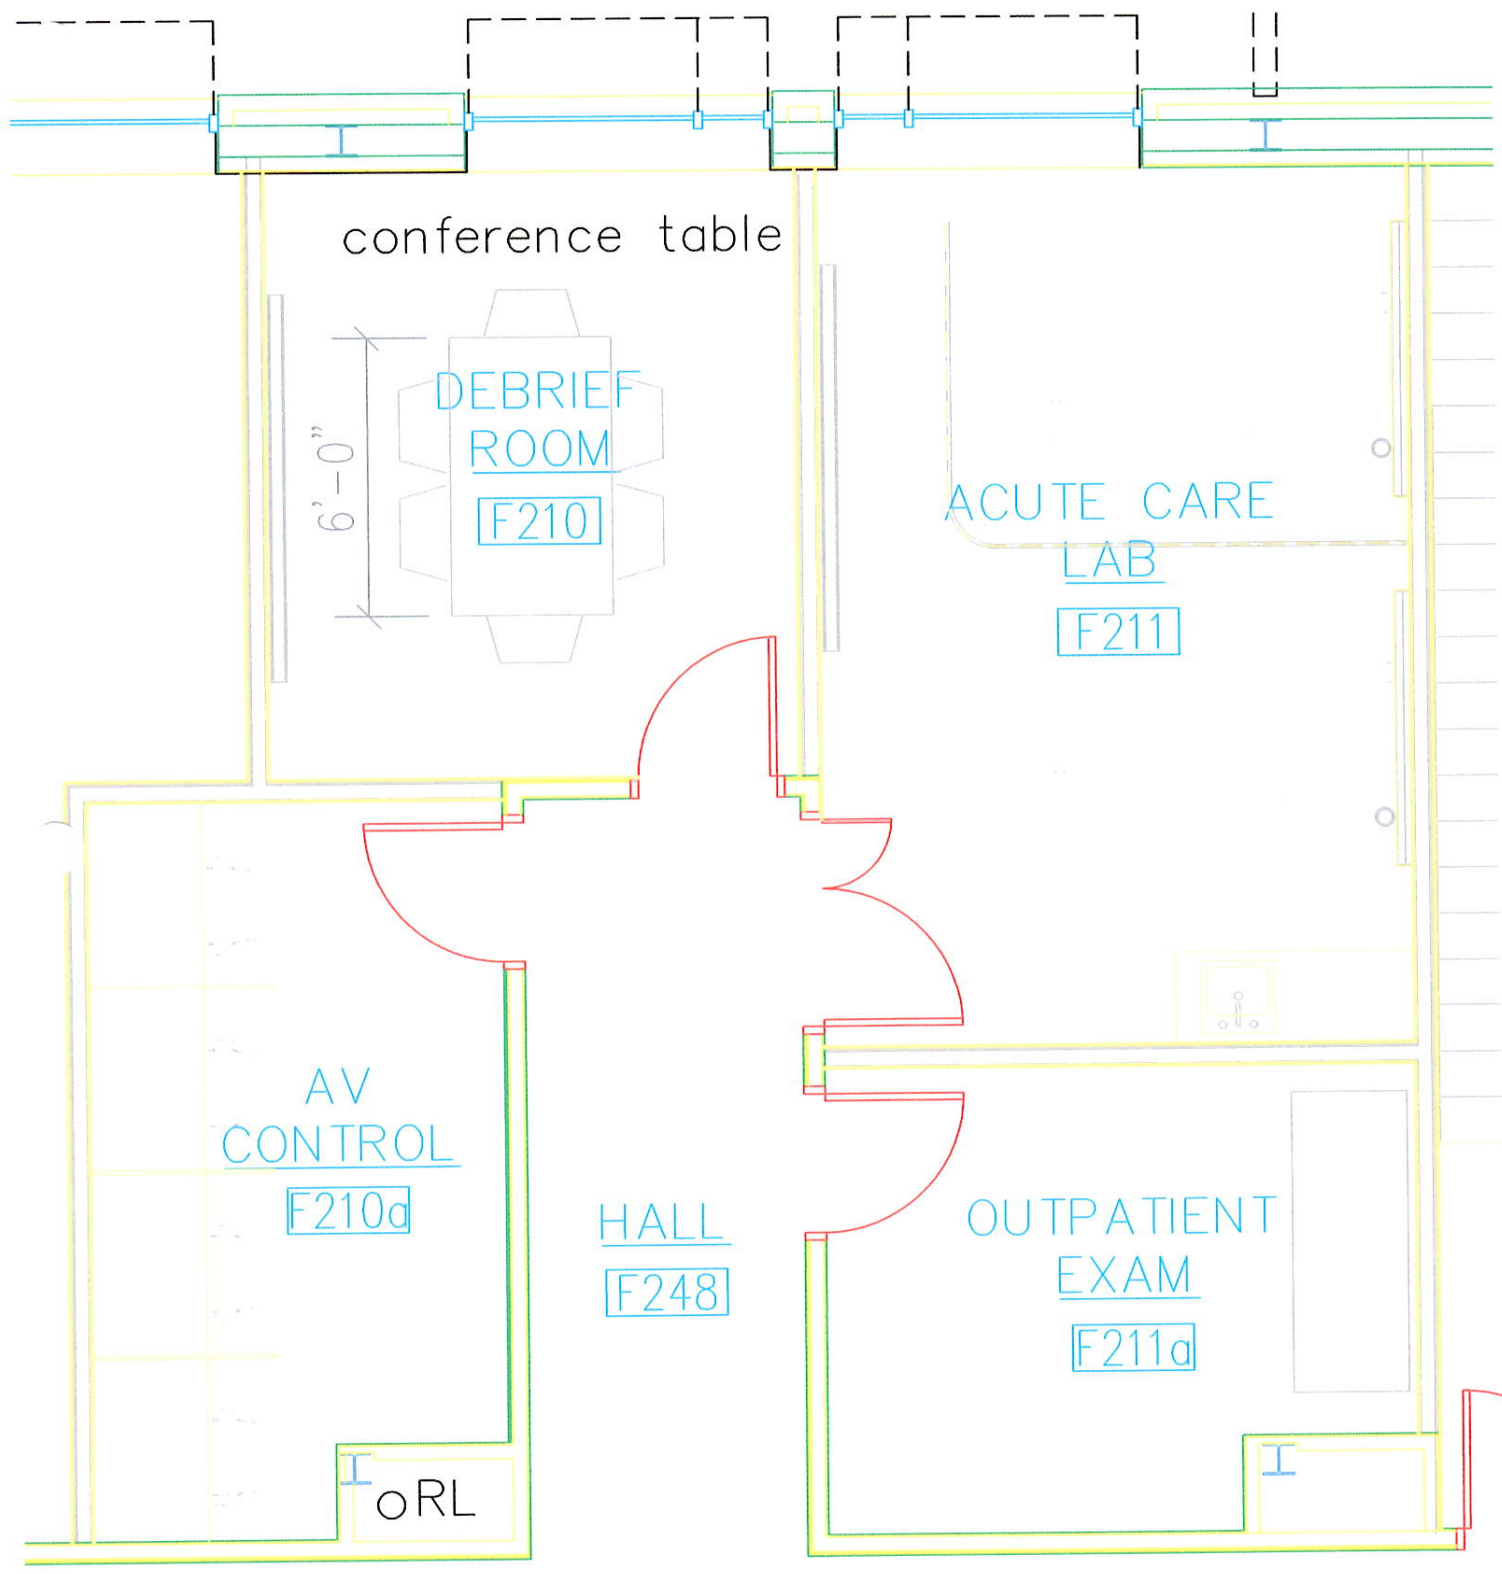 conference table
6'-0"
DEBRIEF
ROOM
F210
ACUTE CARE
LAB
F211
AV
CONTROL
F210a
HALL
F248
OUTPATIENT
EXAM
F211a
oRL